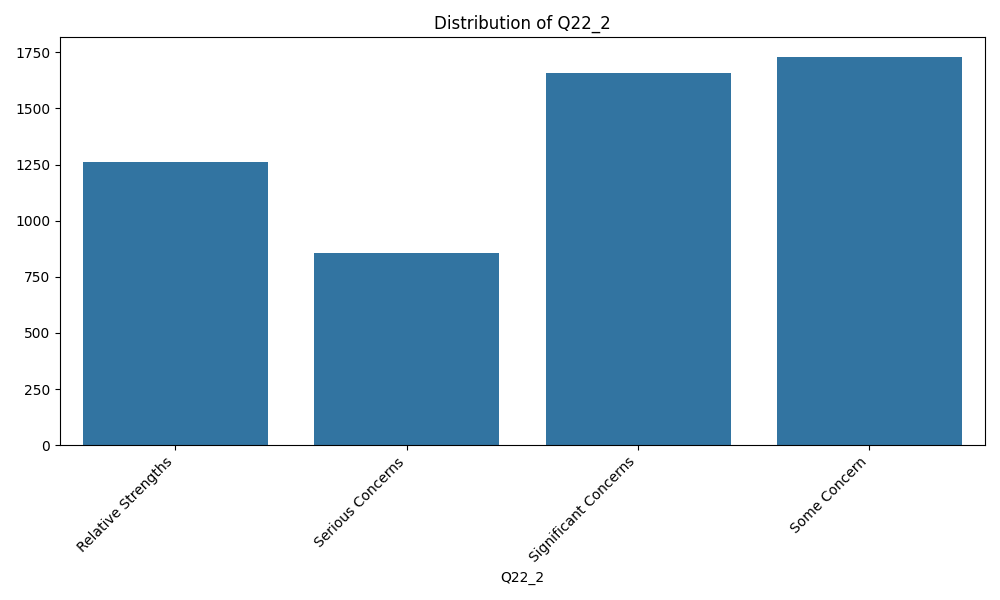 Distribution of Q22_2
1750
1500
1250
1000
750
500
250
0
Relative Strengths
Serious Concerns
Significant Concerns
Some Concern
Q22_2